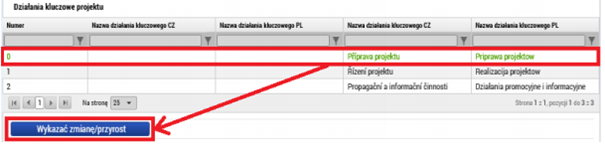 Działania kluczowe projektu
Numer Nazwa działania kluczowego CZ Nazwa działania kluczowego PL Nazwa działania kluczowego CZ Nazwa działania kluczowego PL
0 Příprava projektu Priprawa projektow
1 Řízení projektu Realizacja projektow
2 Propagační a informační činnosti Działania promocyjne i informacyjne
1 Na stronę 25 Strona 1 z 1, pozycji 1 do 3 z 3
Wykazać zmianę/przyrost